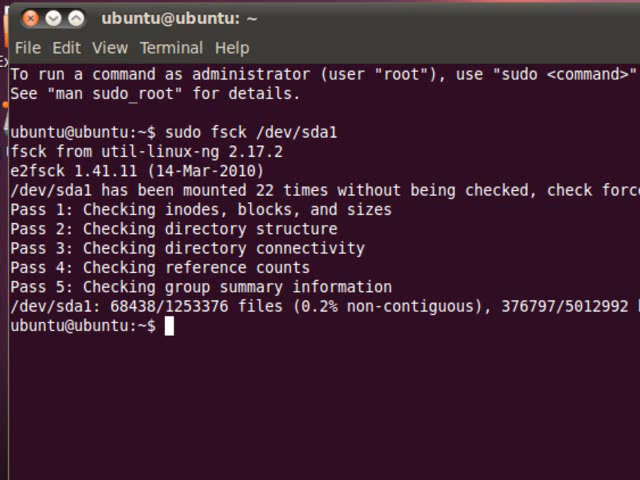 ubuntu@ubuntu: ~
File Edit View Terminal Help
To run a command as administrator (user "root"), use "sudo <command>"
See "man sudo_root" for details.
ubuntu@ubuntu:~$ sudo fsck /dev/sda1
fsck from util-linux-ng 2.17.2
e2fsck 1.41.11 (14-Mar-2010)
/dev/sda1 has been mounted 22 times without being checked, check forc
Pass 1: Checking inodes, blocks, and sizes
Pass 2: Checking directory structure
Pass 3: Checking directory connectivity
Pass 4: Checking reference counts
Pass 5: Checking group summary information
/dev/sda1: 68438/1253376 files (0.2% non-contiguous), 376797/5012992
ubuntu@ubuntu:~$